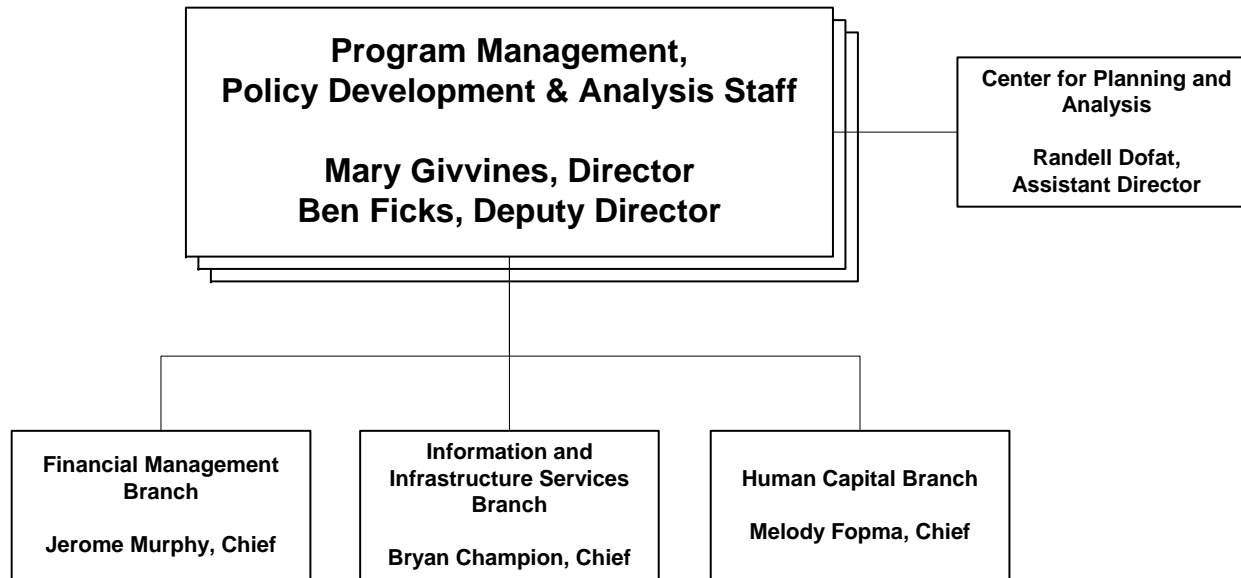 Program Management,
Policy Development & Analysis Staff
Mary Givvines, Director
Ben Ficks, Deputy Director
Center for Planning and
Analysis
Randell Dofat,
Assistant Director
Financial Management
Branch
Jerome Murphy, Chief
Information and
Infrastructure Services
Branch
Bryan Champion, Chief
Human Capital Branch
Melody Fopma, Chief